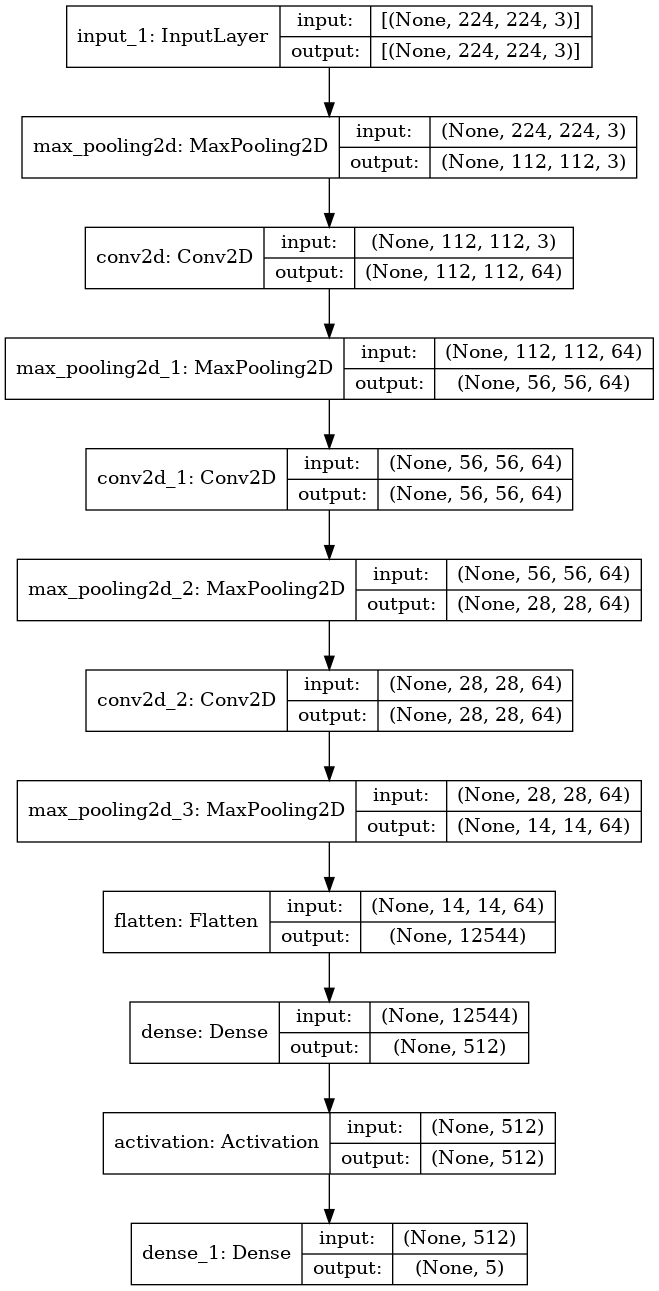 input_1: InputLayer
input: [(None, 224, 224, 3)]
output: [(None, 224, 224, 3)]
max_pooling2d: MaxPooling2D
input: (None, 224, 224, 3)
output: (None, 112, 112, 3)
conv2d: Conv2D
input: (None, 112, 112, 3)
output: (None, 112, 112, 64)
max_pooling2d_1: MaxPooling2D
input: (None, 112, 112, 64)
output: (None, 56, 56, 64)
conv2d_1: Conv2D
input: (None, 56, 56, 64)
output: (None, 56, 56, 64)
max_pooling2d_2: MaxPooling2D
input: (None, 56, 56, 64)
output: (None, 28, 28, 64)
conv2d_2: Conv2D
input: (None, 28, 28, 64)
output: (None, 28, 28, 64)
max_pooling2d_3: MaxPooling2D
input: (None, 28, 28, 64)
output: (None, 14, 14, 64)
flatten: Flatten
input: (None, 14, 14, 64)
output: (None, 12544)
dense: Dense
input: (None, 12544)
output: (None, 512)
activation: Activation
input: (None, 512)
output: (None, 512)
dense_1: Dense
input: (None, 512)
output: (None, 5)